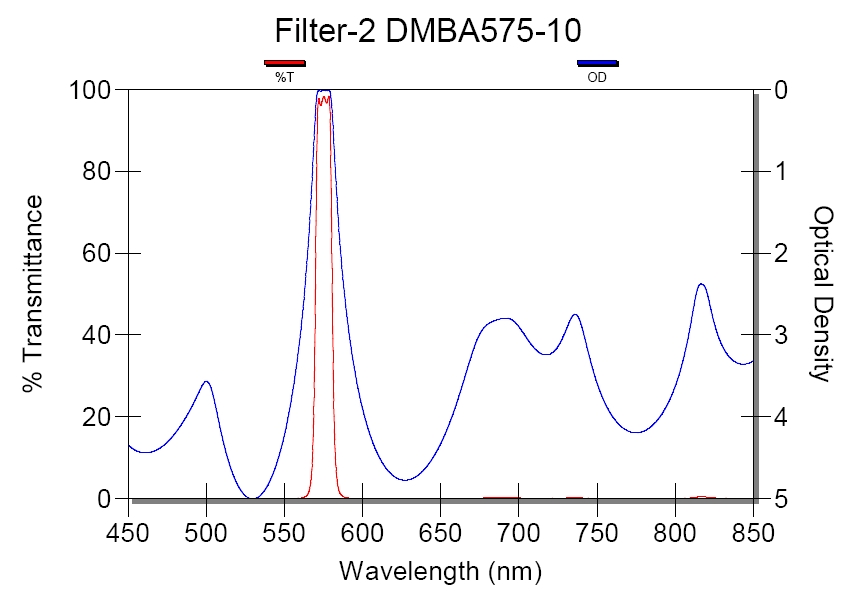 Filter-2 DMBA575-10
%T OD
100 0
80 1
60 2
40 3
20 4
0 5
% Transmittance
Optical Density
450 500 550 600 650 700 750 800 850
Wavelength (nm)